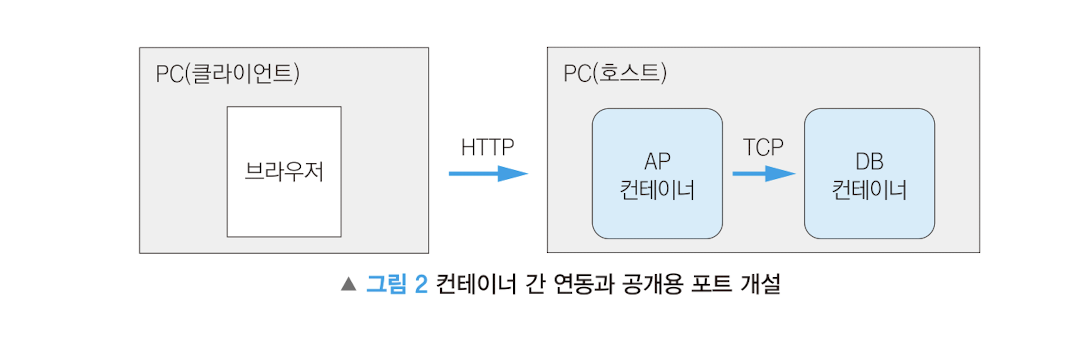 PC(클라이언트)
브라우저
HTTP
PC(호스트)
AP
컨테이너
TCP
DB
컨테이너
▲ 그림 2 컨테이너 간 연동과 공개용 포트 개설